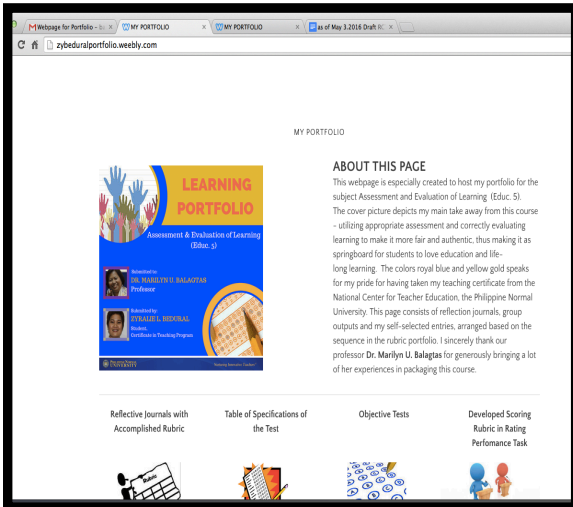 Webpage for Portfolio - b
MY PORTFOLIO
MY PORTFOLIO
as of May 3.2016 Draft RC
zybeduralportfolio.weebly.com
MY PORTFOLIO
LEARNING
PORTFOLIO
Assessment & Evaluation of Learning
(Educ. 5)
Submitted to:
DR. MARILYN U. BALAGTAS
Professor
Submitted by:
ZYRALIE L. BEDURAL
Student,
Certificate in Teaching Program
PHILIPPINE NORMAL
UNIVERSITY
ABOUT THIS PAGE
This webpage is especially created to host my portfolio for the
subject Assessment and Evaluation of Learning (Educ. 5).
The cover picture depicts my main take away from this course
- utilizing appropriate assessment and correctly evaluating
learning to make it more fair and authentic, thus making it as
springboard for students to love education and life-
long learning. The colors royal blue and yellow gold speaks
for my pride for having taken my teaching certificate from the
National Center for Teacher Education, the Philippine Normal
University. This page consists of reflection journals, group
outputs and my self-selected entries, arranged based on the
sequence in the rubric portfolio. I sincerely thank our
professor Dr. Marilyn U. Balagtas for generously bringing a lot
of her experiences in packaging this course.
Reflective Journals with
Accomplished Rubric
Table of Specifications of
the Test
Objective Tests
Developed Scoring
Rubric in Rating
Perfomance Task
Rubric